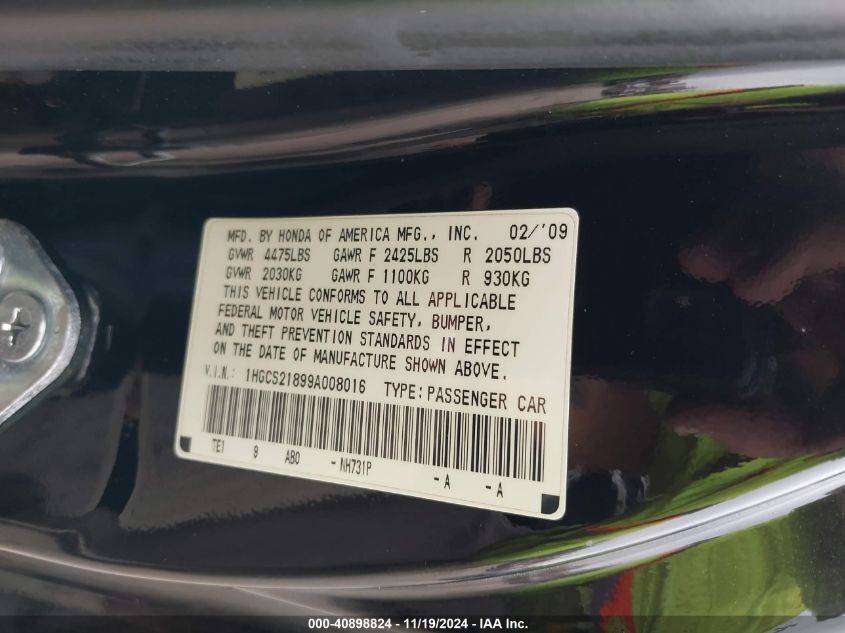 MFD. BY HONDA OF AMERICA MFG., INC. 02/'09
GVWR 4475LBS GAWR F 2425LBS R 2050LBS
GVWR 2030KG GAWR F 1100KG R 930KG
THIS VEHICLE CONFORMS TO ALL APPLICABLE
FEDERAL MOTOR VEHICLE SAFETY, BUMPER,
AND THEFT PREVENTION STANDARDS IN EFFECT
ON THE DATE OF MANUFACTURE SHOWN ABOVE.
V.I.N.: 1HGCS21899A008016 TYPE:PASSENGER CAR
TE1 9 AB0 -NH731P -A -A
000-40898824 - 11/19/2024 - IAA Inc.